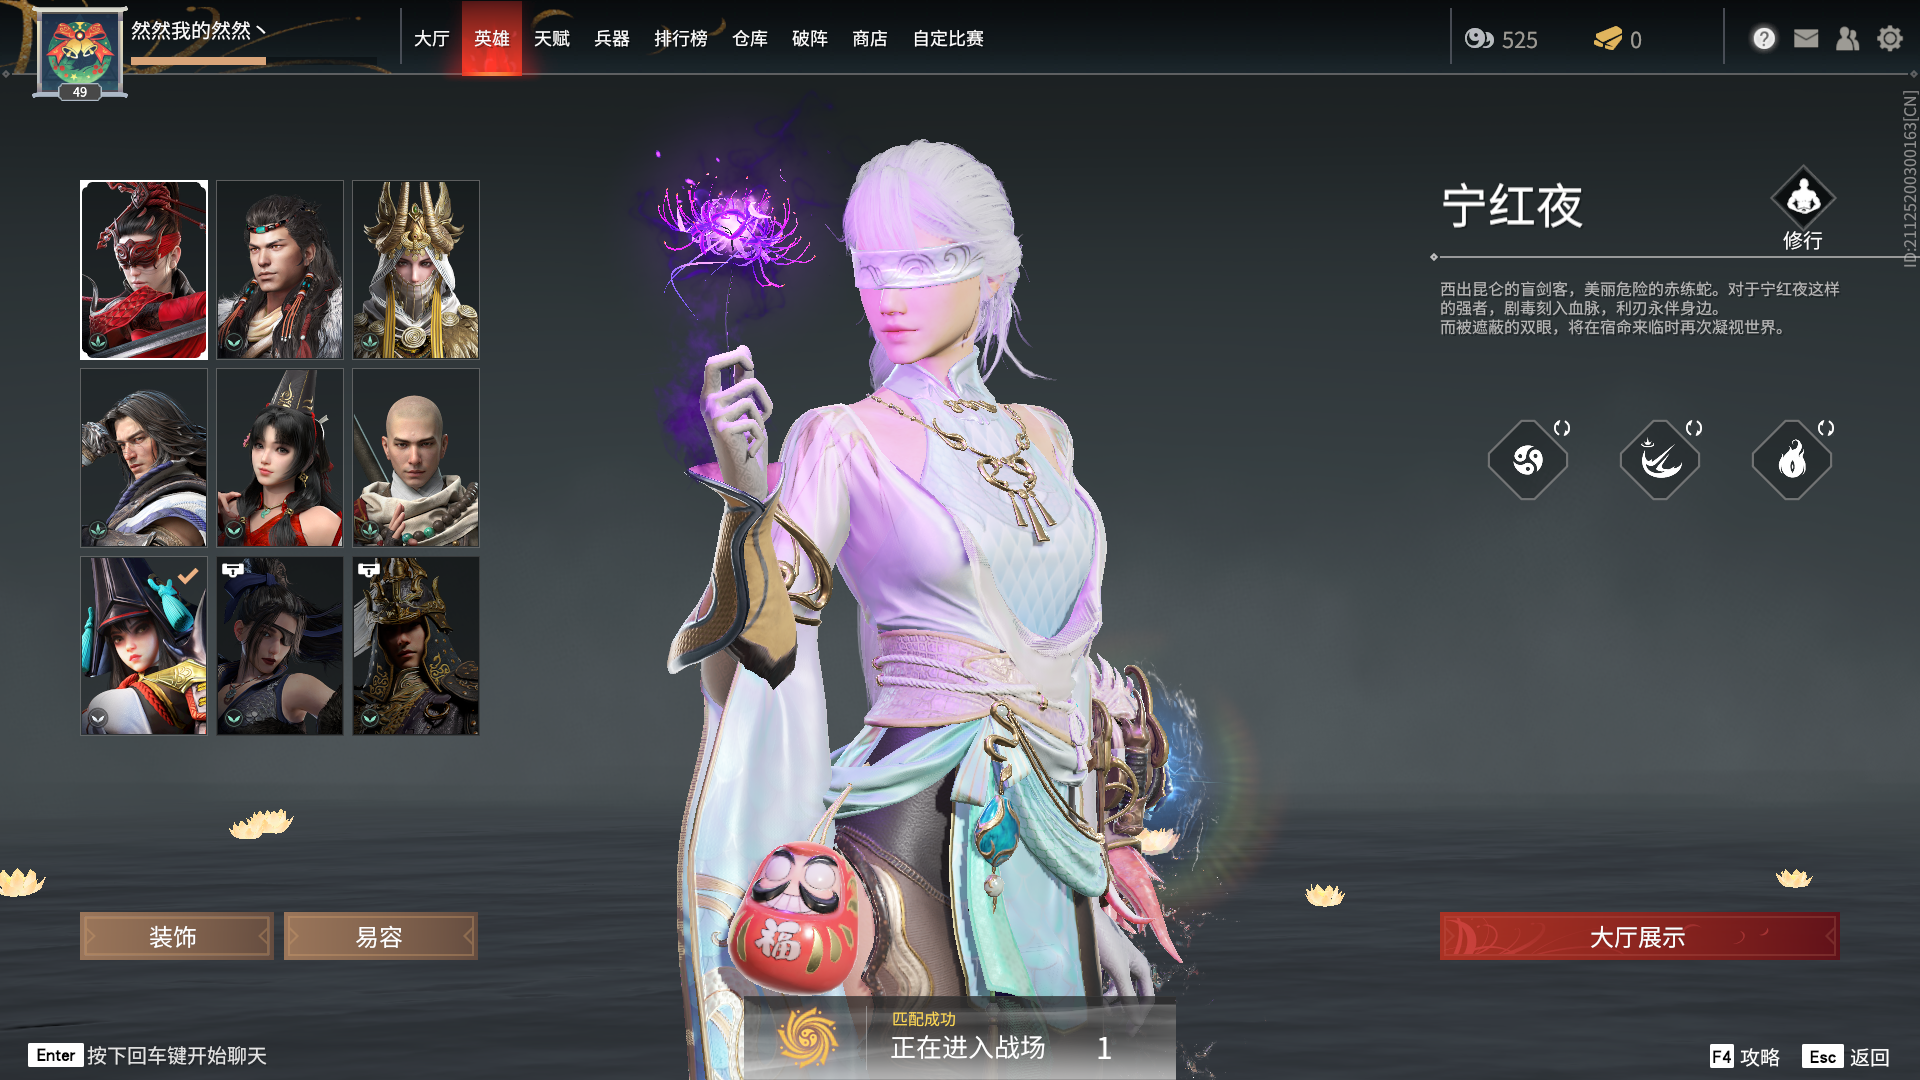 然然我的然然丶
49
大厅 英雄 天赋 兵器 排行榜 仓库 破阵 商店 自定比赛
525
0
?
ID:2112520030016​3[CN]
宁红夜
修行
西出昆仑的盲剑客，美丽危险的赤练蛇。对于宁红夜这样
的强者，剧毒刻入血脉，利刃永伴身边。
而被遮蔽的双眼，将在宿命来临时再次凝视世界。
福
装饰
易容
大厅展示
匹配成功
正在进入战场 1
Enter 按下回车键开始聊天
F4 攻略 Esc 返回